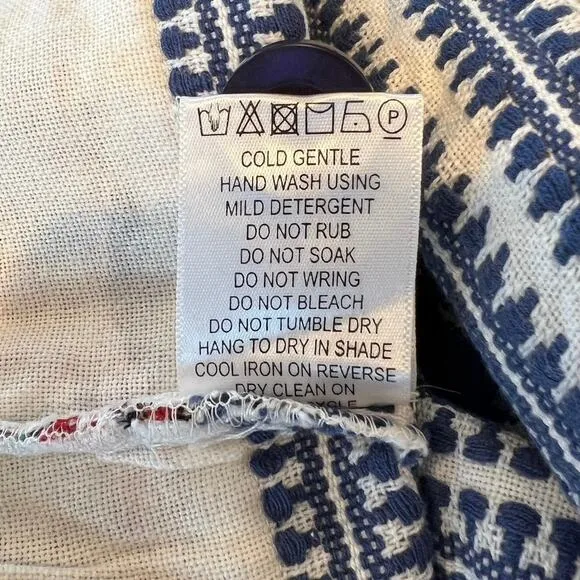 P
COLD GENTLE
HAND WASH USING
MILD DETERGENT
DO NOT RUB
DO NOT SOAK
DO NOT WRING
DO NOT BLEACH
DO NOT TUMBLE DRY
HANG TO DRY IN SHADE
COOL IRON ON REVERSE
DRY CLEAN ON